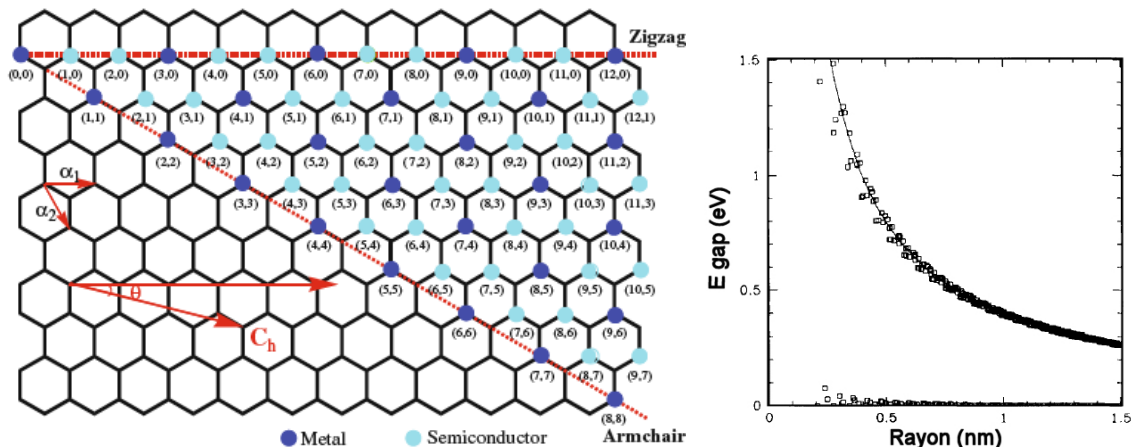 Zigzag
(0,0) (1,0) (2,0) (3,0) (4,0) (5,0) (6,0) (7,0) (8,0) (9,0) (10,0) (11,0) (12,0)
(1,1) (2,1) (3,1) (4,1) (5,1) (6,1) (7,1) (8,1) (9,1) (10,1) (11,1) (12,1)
(2,2) (3,2) (4,2) (5,2) (6,2) (7,2) (8,2) (9,2) (10,2) (11,2)
α1
α2
(3,3) (4,3) (5,3) (6,3) (7,3) (8,3) (9,3) (10,3) (11,3)
(4,4) (5,4) (6,4) (7,4) (8,4) (9,4) (10,4)
(5,5) (6,5) (7,5) (8,5) (9,5) (10,5)
θ
Ch
(6,6) (7,6) (8,6) (9,6)
(7,7) (8,7) (9,7)
(8,8)
Armchair
Metal
Semiconductor
1.5
1.0
0.5
0
E gap (eV)
0 0.5 1 1.5
Rayon (nm)